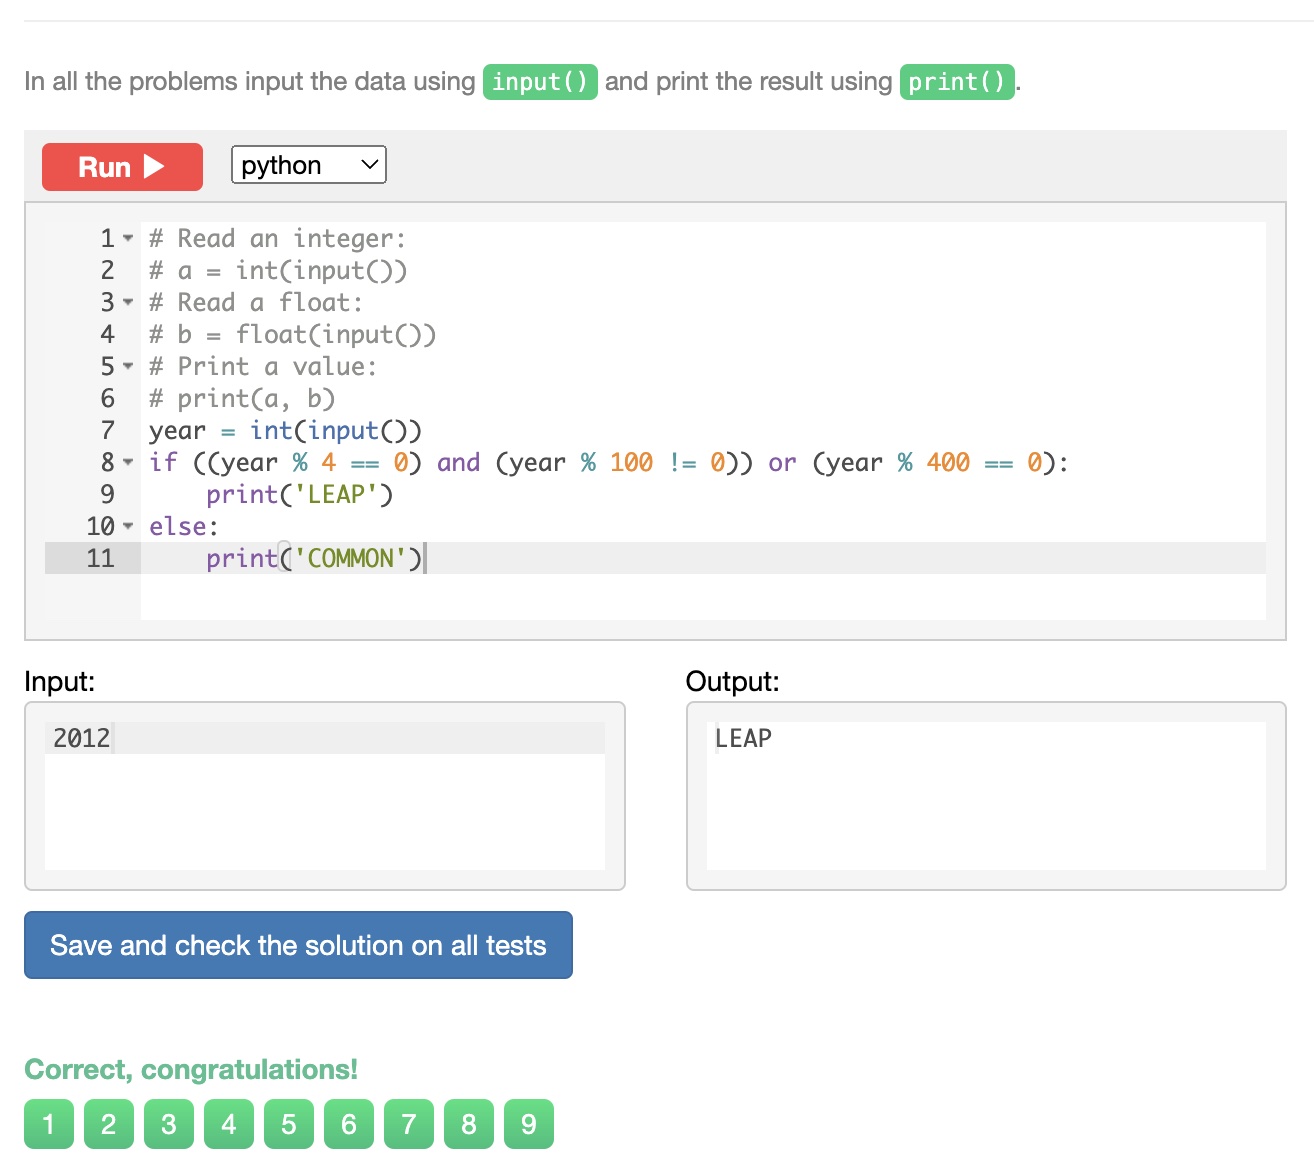 In all the problems input the data using input() and print the result using print().
Run
python
1 # Read an integer:
2 # a = int(input())
3 # Read a float:
4 # b = float(input())
5 # Print a value:
6 # print(a, b)
7 year = int(input())
8 if ((year % 4 == 0) and (year % 100 != 0)) or (year % 400 == 0):
9     print('LEAP')
10 else:
11     print('COMMON')
Input:
Output:
2012
LEAP
Save and check the solution on all tests
Correct, congratulations!
1 2 3 4 5 6 7 8 9